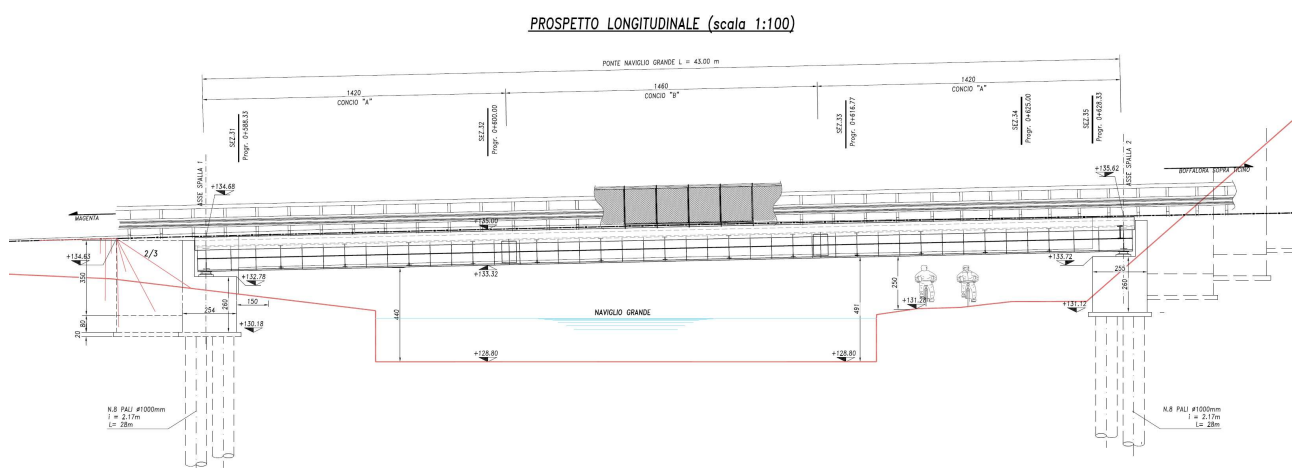 PROSPETTO LONGITUDINALE (scala 1:100)
PONTE NAVIGLIO GRANDE L = 43.00 m
1420
CONCIO "A"
1460
CONCIO "B"
1420
CONCIO "A"
SEZ.31
Progr. 0+588.33
SEZ.32
Progr. 0+600.00
SEZ.33
Progr. 0+616.77
SEZ.34
Progr. 0+625.00
SEZ.35
Progr. 0+628.33
ASSE SPALLA 1
+134.68
+135.62
ASSE SPALLA 2
BOFFALORA SOPRA TICINO
MAGENTA
+135.00
+134.63
2/3
+133.32
+133.72
+132.78
350
260
150
254
+130.18
80
20
440
NAVIGLIO GRANDE
491
250
+131.28
+131.12
255
260
+128.80
+128.80
N.8 PALI ø1000mm
i = 2.17m
L= 28m
N.8 PALI ø1000mm
i = 2.17m
L= 28m